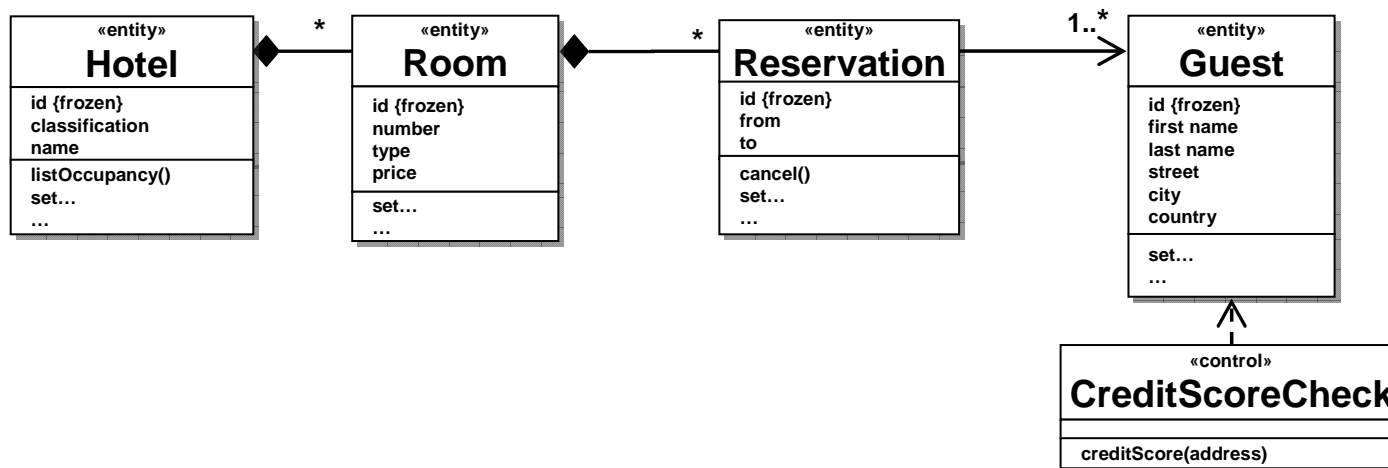 «entity»
Hotel
id {frozen}
classification
name
listOccupancy()
set…
…
*
«entity»
Room
id {frozen}
number
type
price
set…
…
*
«entity»
Reservation
id {frozen}
from
to
cancel()
set…
…
1..*
«entity»
Guest
id {frozen}
first name
last name
street
city
country
set…
…
«control»
CreditScoreCheck
creditScore(address)